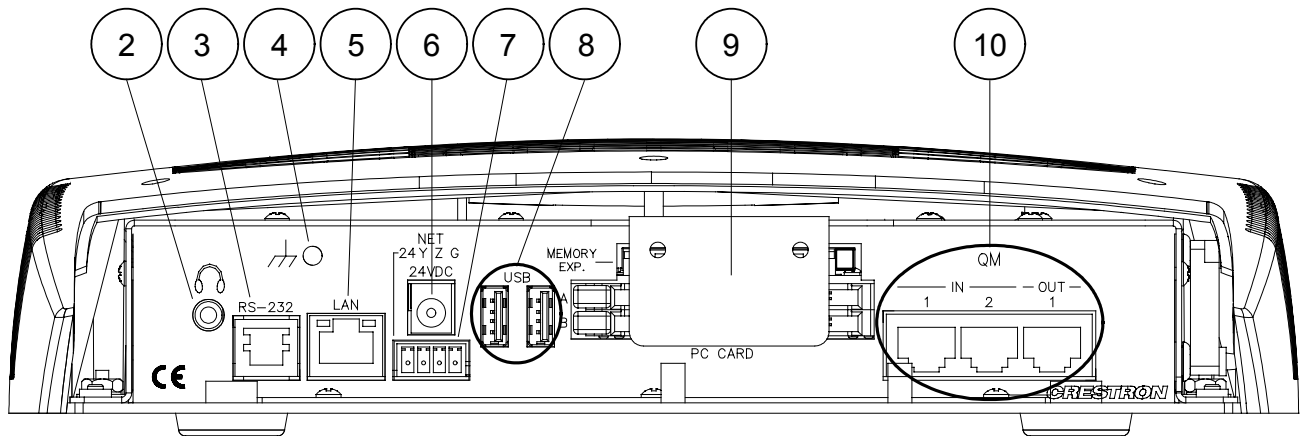 2 3 4 5 6 7 8 9 10
NET
24 Y Z G
24VDC
USB
MEMORY
EXP.
A
B
QM
IN OUT
1 2 1
RS-232
LAN
PC CARD
CE
CRESTRON